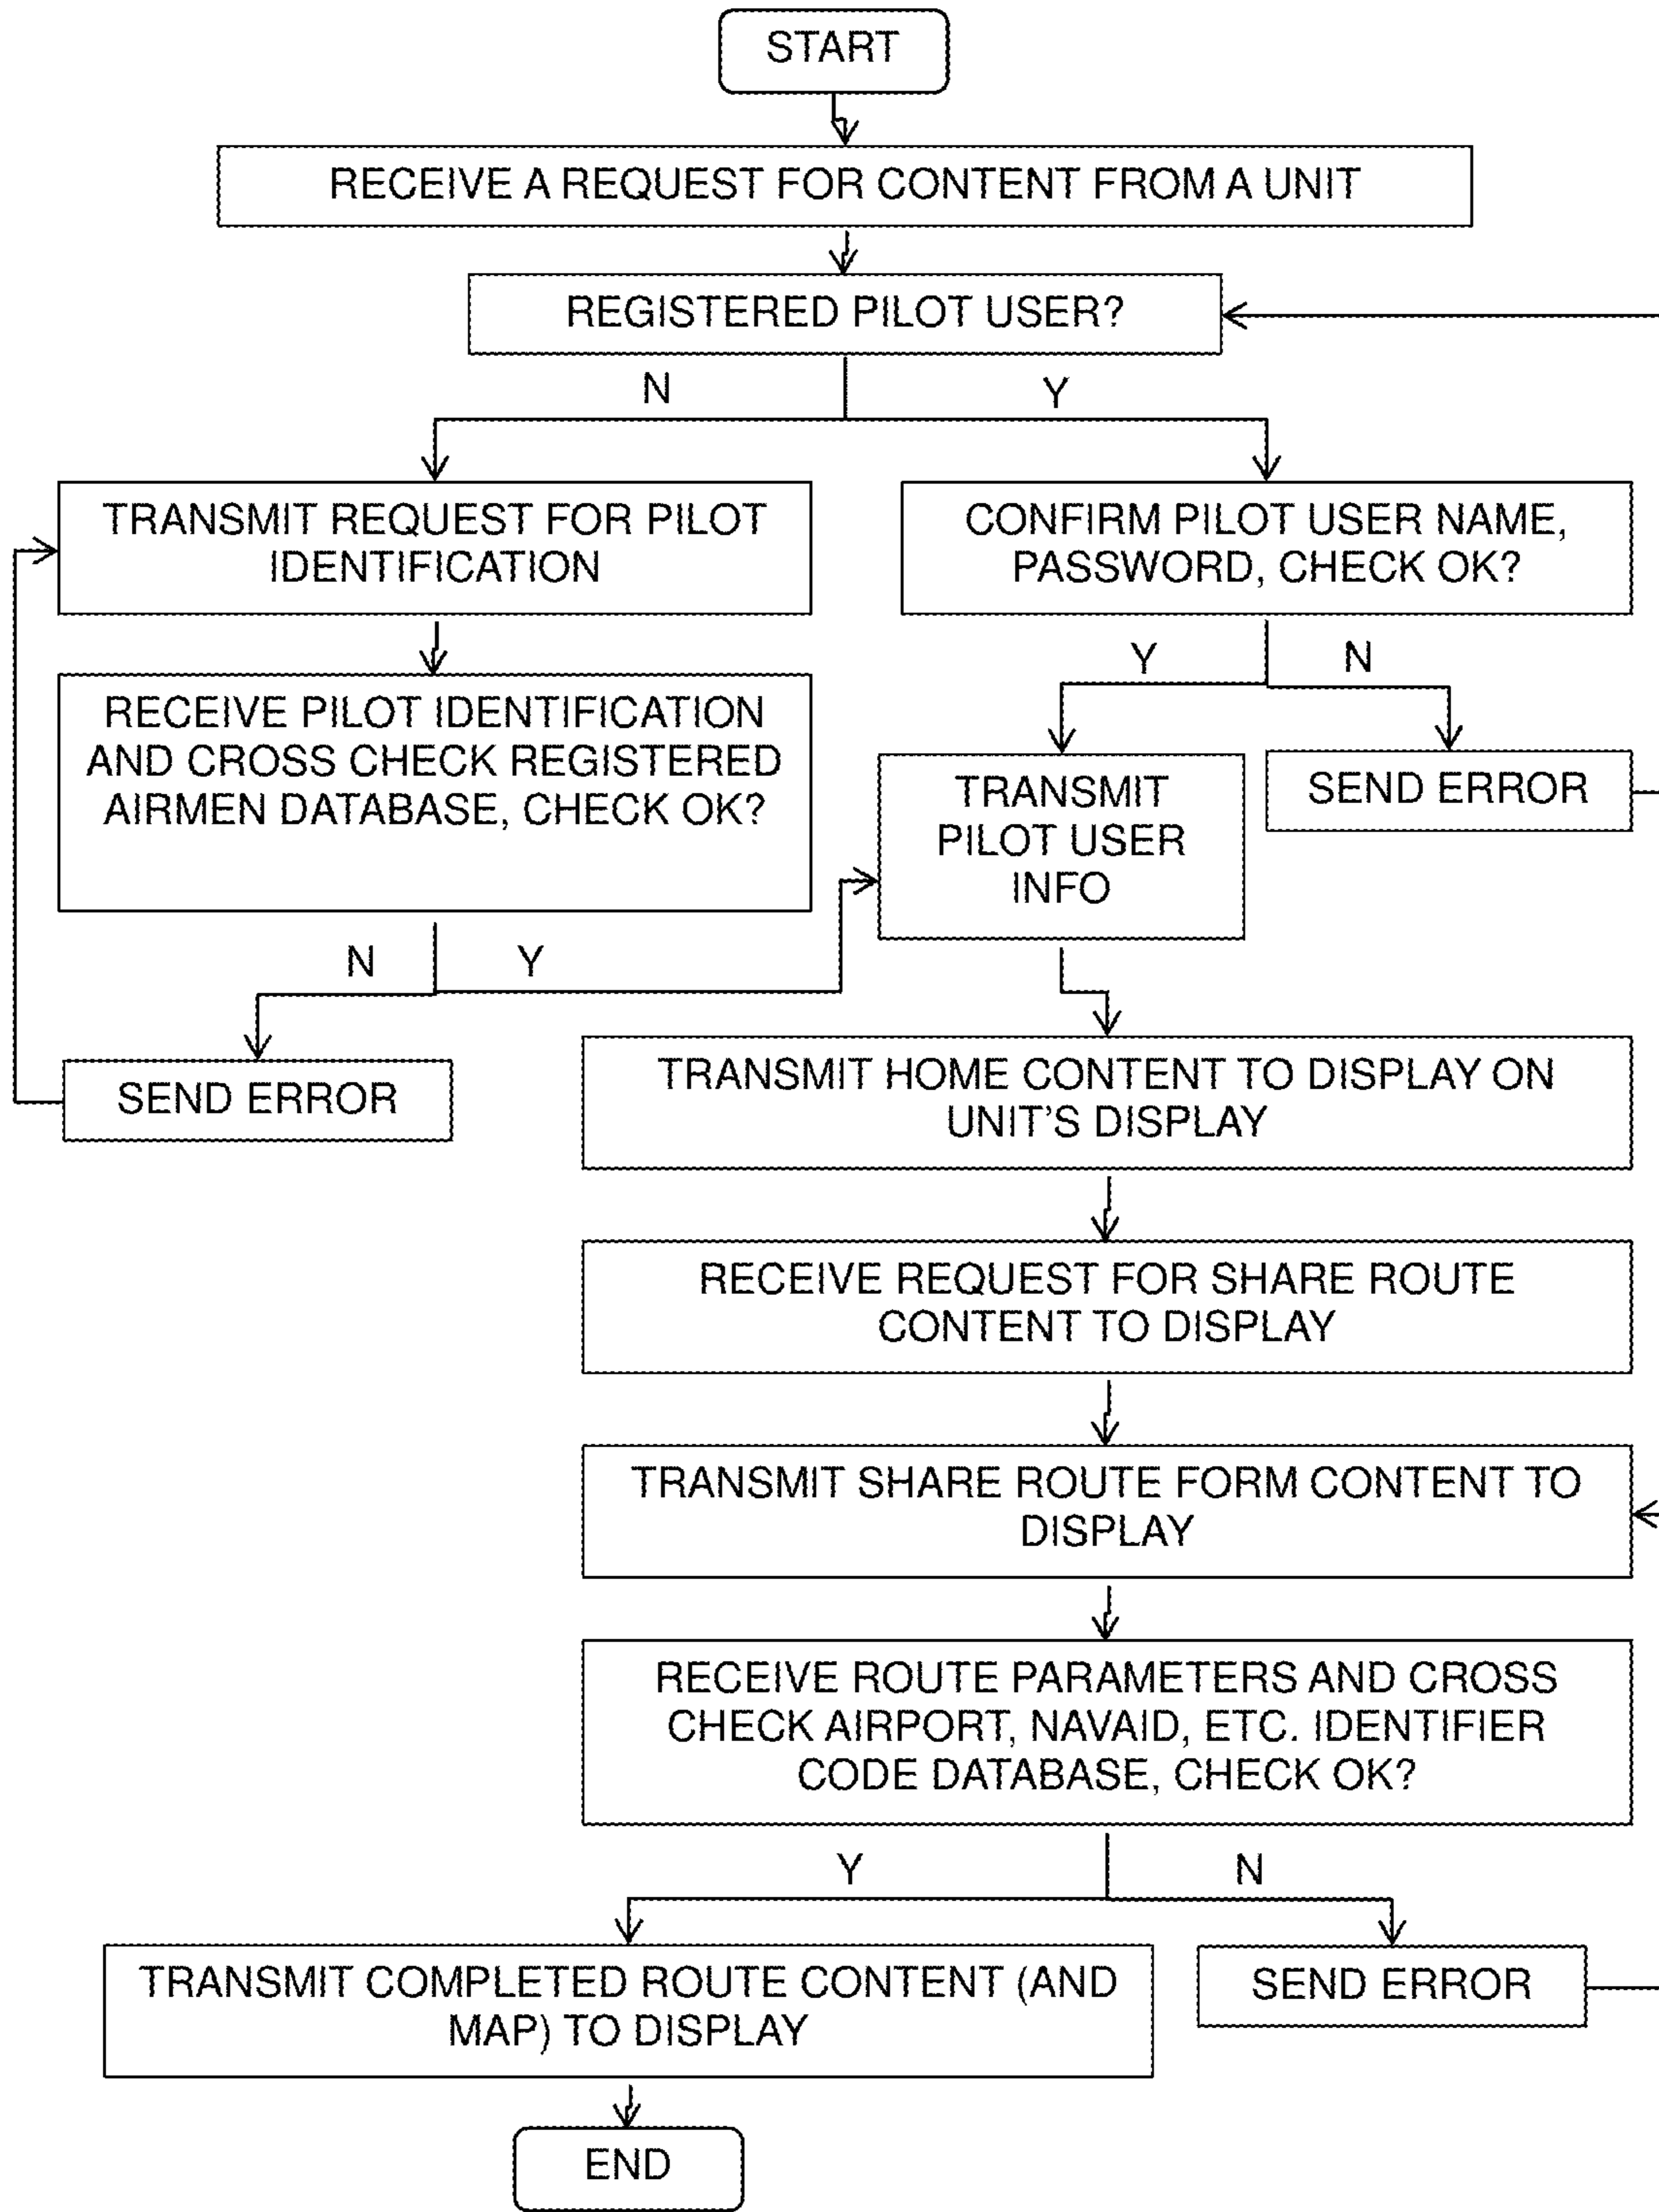 START
RECEIVE A REQUEST FOR CONTENT FROM A UNIT
REGISTERED PILOT USER?
N
Y
TRANSMIT REQUEST FOR PILOT
IDENTIFICATION
CONFIRM PILOT USER NAME,
PASSWORD, CHECK OK?
Y
N
RECEIVE PILOT IDENTIFICATION
AND CROSS CHECK REGISTERED
AIRMEN DATABASE, CHECK OK?
TRANSMIT
PILOT USER
INFO
SEND ERROR
N
Y
SEND ERROR
TRANSMIT HOME CONTENT TO DISPLAY ON
UNIT'S DISPLAY
RECEIVE REQUEST FOR SHARE ROUTE
CONTENT TO DISPLAY
TRANSMIT SHARE ROUTE FORM CONTENT TO
DISPLAY
RECEIVE ROUTE PARAMETERS AND CROSS
CHECK AIRPORT, NAVAID, ETC. IDENTIFIER
CODE DATABASE, CHECK OK?
Y
N
TRANSMIT COMPLETED ROUTE CONTENT (AND
MAP) TO DISPLAY
SEND ERROR
END